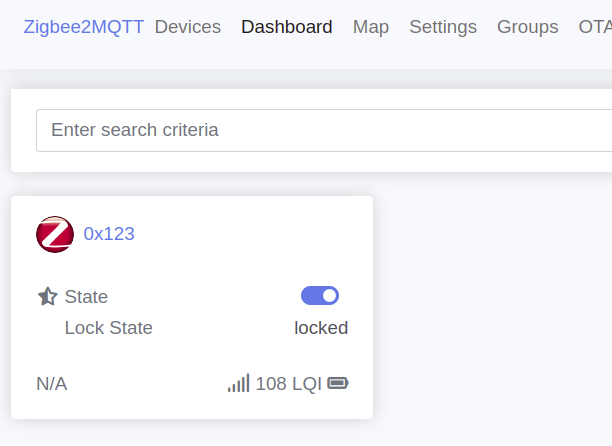 Zigbee2MQTT Devices Dashboard Map Settings Groups OTA
Enter search criteria
0x123
State
Lock State locked
N/A 108 LQI